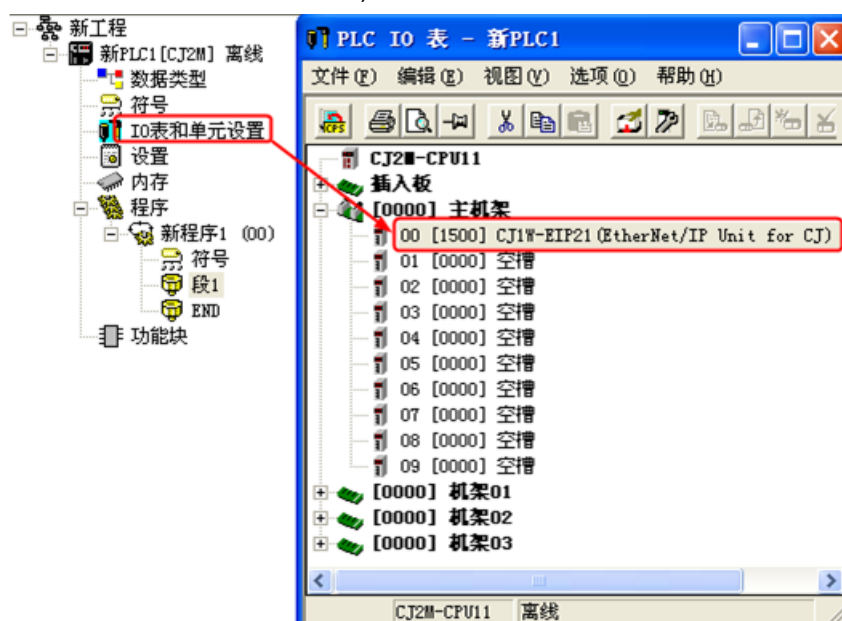 新工程
新PLC1[CJ2M] 离线
数据类型
符号
IO表和单元设置
设置
内存
程序
新程序1 (00)
符号
段1
END
功能块
PLC IO 表 - 新PLC1
文件(F) 编辑(E) 视图(V) 选项(O) 帮助(H)
CJ2M-CPU11
插入板
[0000] 主机架
00 [1500] CJ1W-EIP21(EtherNet/IP Unit for CJ)
01 [0000] 空槽
02 [0000] 空槽
03 [0000] 空槽
04 [0000] 空槽
05 [0000] 空槽
06 [0000] 空槽
07 [0000] 空槽
08 [0000] 空槽
09 [0000] 空槽
[0000] 机架01
[0000] 机架02
[0000] 机架03
CJ2M-CPU11 离线